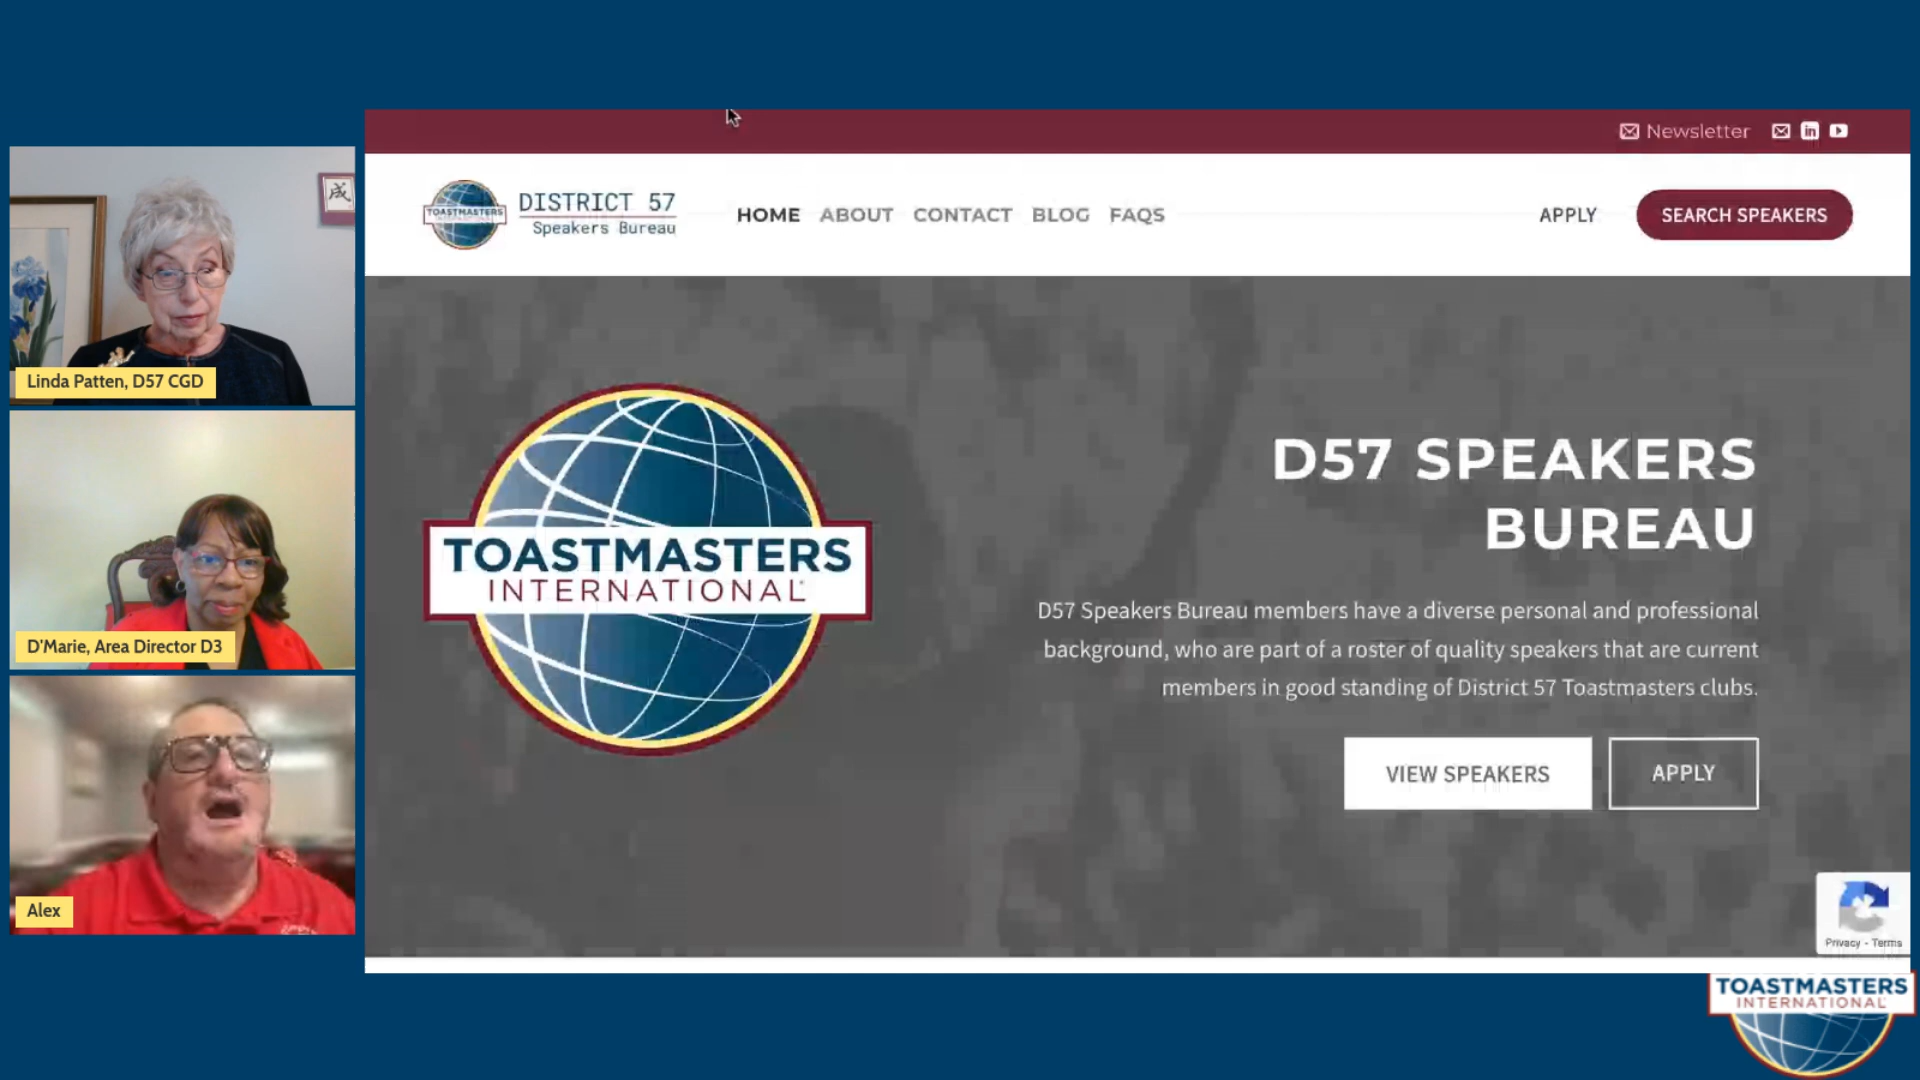 Newsletter
TOASTMASTERS
DISTRICT 57
Speakers Bureau
HOME ABOUT CONTACT BLOG FAQS
APPLY
SEARCH SPEAKERS
成
Linda Patten, D57 CGD
D'Marie, Area Director D3
Alex
TOASTMASTERS
INTERNATIONAL
D57 SPEAKERS
BUREAU
D57 Speakers Bureau members have a diverse personal and professional
background, who are part of a roster of quality speakers that are current
members in good standing of District 57 Toastmasters clubs.
VIEW SPEAKERS
APPLY
Privacy - Terms
TOASTMASTERS
INTERNATIONAL